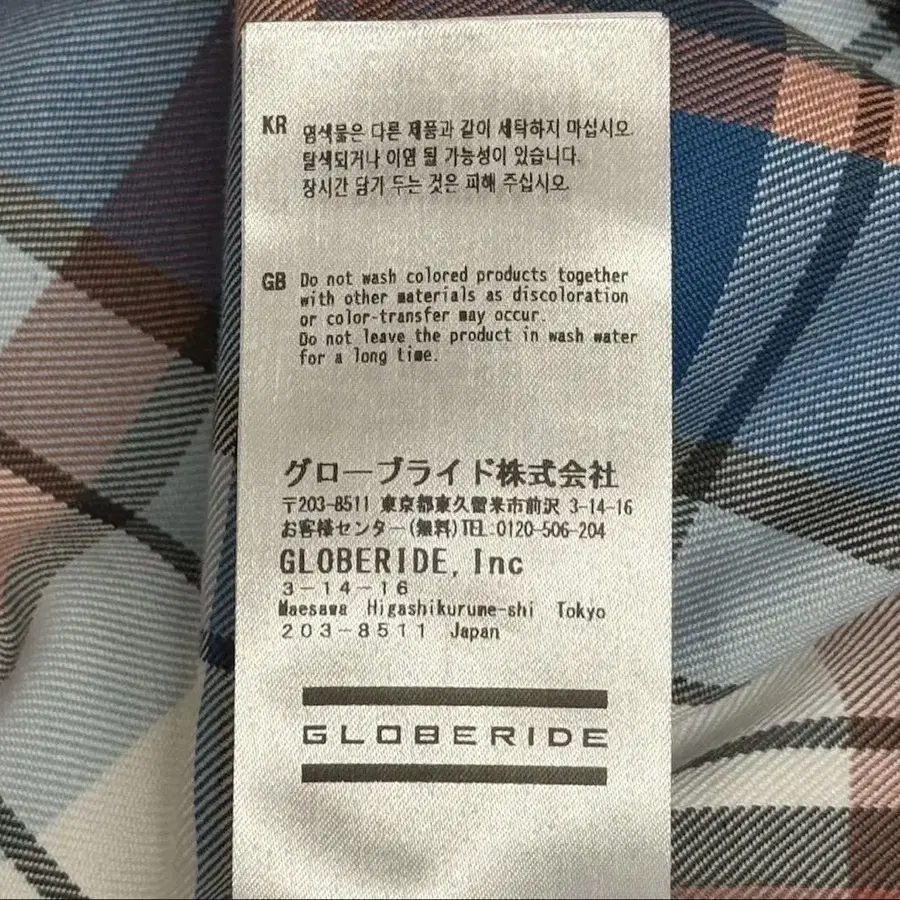 KR 염색물은 다른 제품과 같이 세탁하지 마십시오.
탈색되거나 이염 될 가능성이 있습니다.
장시간 담가 두는 것은 피해 주십시오.
GB Do not wash colored products together
with other materials as discoloration
or color-transfer may occur.
Do not leave the product in wash water
for a long time.
グローブライド株式会社
〒203-8511 東京都東久留米市前沢 3-14-16
お客様センター(無料)TEL.0120-506-204
GLOBERIDE, Inc
3-14-16
Maesawa Higashikurume-shi Tokyo
203-8511 Japan
GLOBERIDE